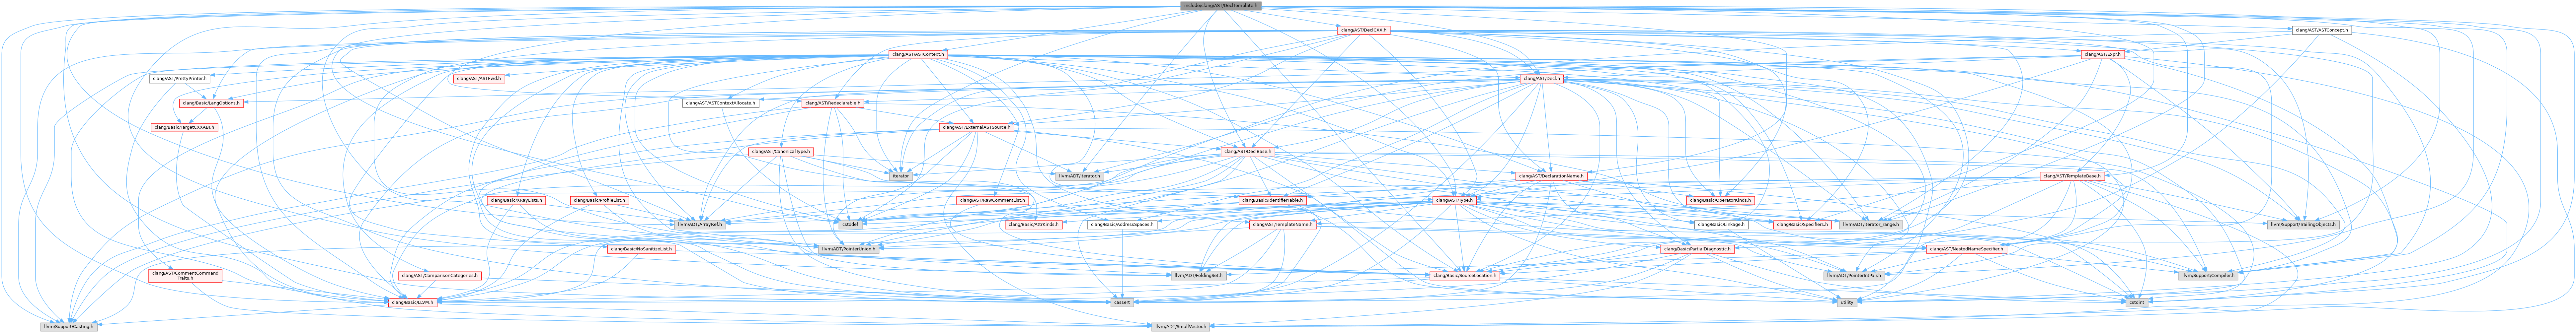 include/clang/AST/DeclTemplate.h
clang/AST/DeclCXX.h
clang/AST/ASTConcept.h
clang/AST/ASTContext.h
clang/AST/Expr.h
clang/AST/PrettyPrinter.h
clang/AST/ASTFwd.h
clang/AST/Decl.h
clang/Basic/LangOptions.h
clang/AST/ASTContextAllocate.h
clang/AST/Redeclarable.h
clang/Basic/TargetCXXABI.h
clang/AST/ExternalASTSource.h
clang/AST/CanonicalType.h
clang/AST/DeclBase.h
iterator
llvm/ADT/iterator.h
clang/AST/DeclarationName.h
clang/AST/TemplateBase.h
clang/Basic/XRayLists.h
clang/Basic/ProfileList.h
clang/AST/RawCommentList.h
clang/Basic/IdentifierTable.h
clang/AST/Type.h
clang/Basic/OperatorKinds.h
llvm/ADT/ArrayRef.h
cstddef
clang/Basic/AttrKinds.h
clang/Basic/AddressSpaces.h
clang/AST/TemplateName.h
clang/Basic/Linkage.h
clang/Basic/Specifiers.h
llvm/ADT/iterator_range.h
llvm/Support/TrailingObjects.h
clang/Basic/NoSanitizeList.h
llvm/ADT/PointerUnion.h
clang/Basic/PartialDiagnostic.h
clang/AST/NestedNameSpecifier.h
clang/AST/CommentCommand
Traits.h
clang/AST/ComparisonCategories.h
llvm/ADT/FoldingSet.h
clang/Basic/SourceLocation.h
llvm/ADT/PointerIntPair.h
llvm/Support/Compiler.h
clang/Basic/LLVM.h
cassert
utility
cstdint
llvm/Support/Casting.h
llvm/ADT/SmallVector.h